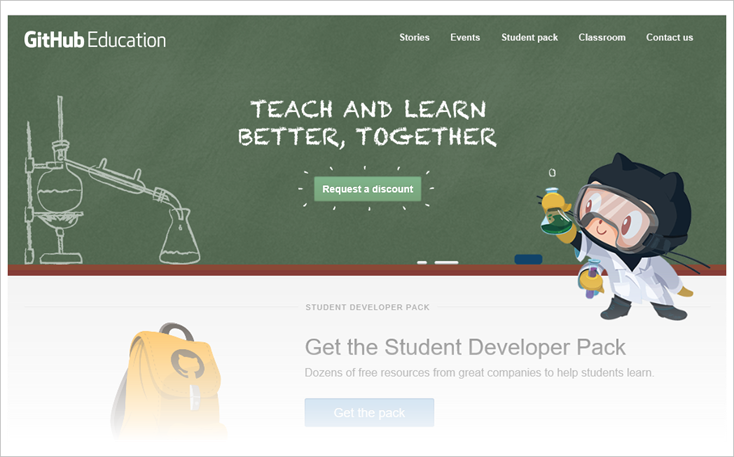 GitHub Education
Stories Events Student pack Classroom Contact us
TEACH AND LEARN
BETTER, TOGETHER
Request a discount
STUDENT DEVELOPER PACK
Get the Student Developer Pack
Dozens of free resources from great companies to help students learn.
Get the pack